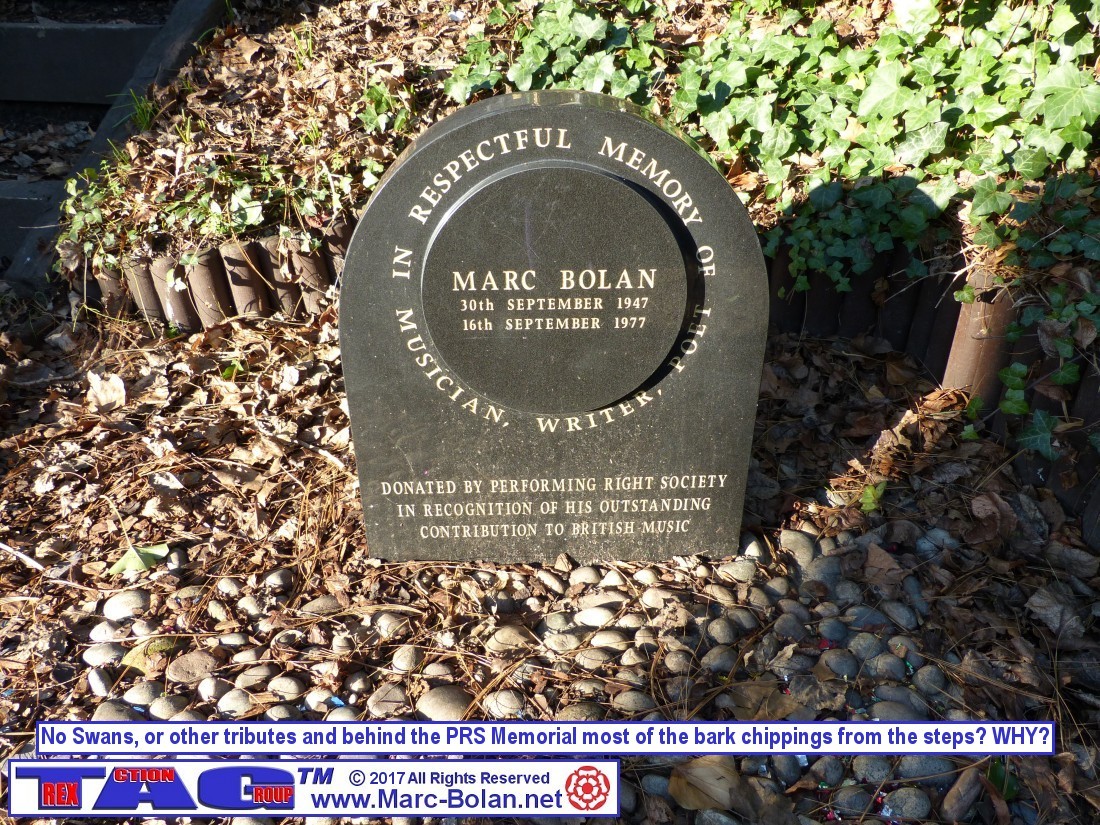 IN RESPECTFUL MEMORY OF
MARC BOLAN
30th SEPTEMBER 1947
16th SEPTEMBER 1977
MUSICIAN, WRITER, POET
DONATED BY PERFORMING RIGHT SOCIETY
IN RECOGNITION OF HIS OUTSTANDING
CONTRIBUTION TO BRITISH MUSIC
No Swans, or other tributes and behind the PRS Memorial most of the bark chippings from the steps? WHY?
T REX ACTION GROUP™
© 2017 All Rights Reserved
www.Marc-Bolan.net